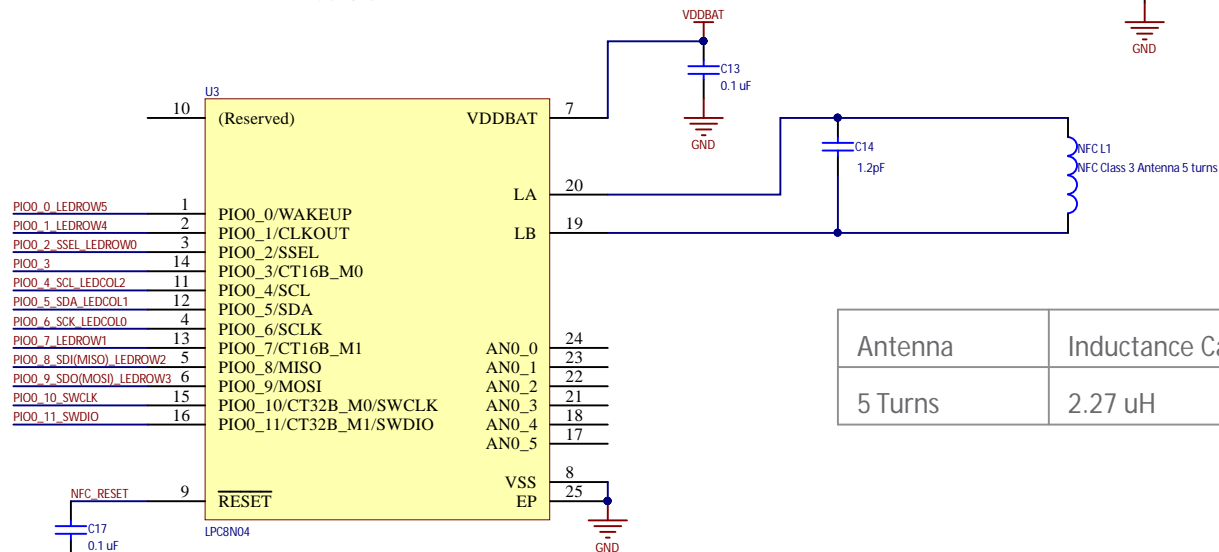 VDDBAT
GND
C13
0.1 uF
GND
U3
10
(Reserved)
VDDBAT
7
C14
1.2pF
NFC L1
NFC Class 3 Antenna 5 turns
LA
20
LB
19
PIO0_0_LEDROW5
1
PIO0_0/WAKEUP
PIO0_1_LEDROW4
2
PIO0_1/CLKOUT
PIO0_2_SSEL_LEDROW0
3
PIO0_2/SSEL
PIO0_3
14
PIO0_3/CT16B_M0
PIO0_4_SCL_LEDCOL2
11
PIO0_4/SCL
PIO0_5_SDA_LEDCOL1
12
PIO0_5/SDA
PIO0_6_SCK_LEDCOL0
4
PIO0_6/SCLK
PIO0_7_LEDROW1
13
PIO0_7/CT16B_M1
PIO0_8_SDI(MISO)_LEDROW2
5
PIO0_8/MISO
PIO0_9_SDO(MOSI)_LEDROW3
6
PIO0_9/MOSI
PIO0_10_SWCLK
15
PIO0_10/CT32B_M0/SWCLK
PIO0_11_SWDIO
16
PIO0_11/CT32B_M1/SWDIO
AN0_0
24
AN0_1
23
AN0_2
22
AN0_3
21
AN0_4
18
AN0_5
17
Antenna
Inductance Ca
5 Turns
2.27 uH
VSS
8
EP
25
GND
NFC_RESET
9
RESET
LPC8N04
C17
0.1 uF